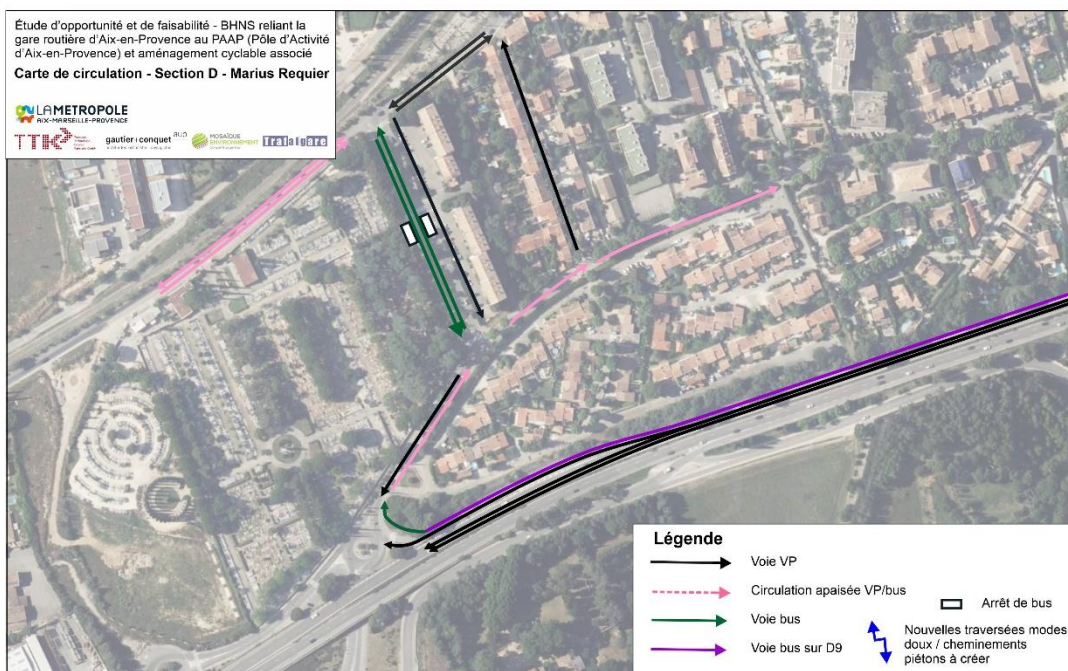 Étude d'opportunité et de faisabilité - BHNS reliant la
gare routière d'Aix-en-Provence au PAAP (Pôle d'Activité
d'Aix-en-Provence) et aménagement cyclable associé
Carte de circulation - Section D - Marius Requier
LA METROPOLE
AIX-MARSEILLE-PROVENCE
TTK
gautier+conquet
MOSAÏQUE
ENVIRONNEMENT
Trafalgare
Légende
Voie VP
Circulation apaisée VP/bus
Voie bus
Voie bus sur D9
Arrêt de bus
Nouvelles traversées modes
doux / cheminements
piétons à créer